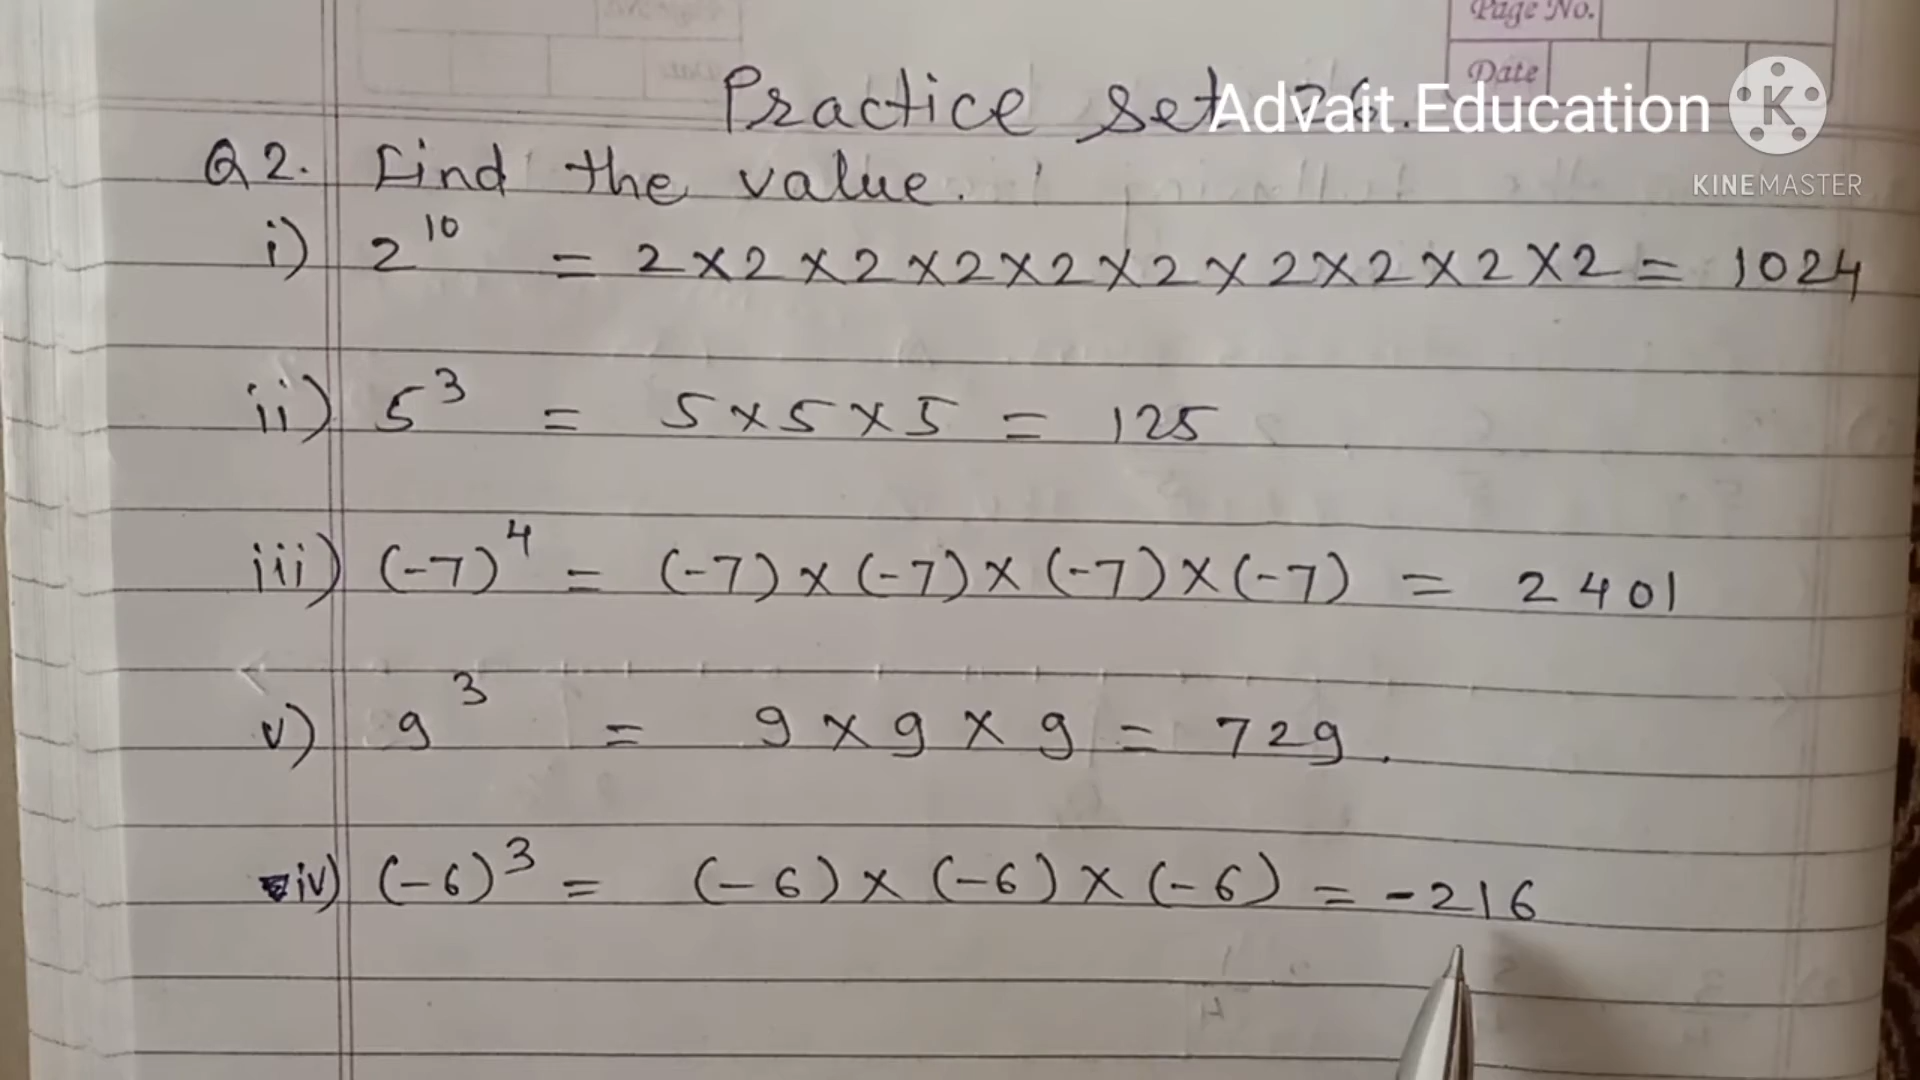 Page No.
Date
Practice set 26.
Advait Education
K
KINEMASTER
Q2. Find the value.
i) 2^10 = 2×2×2×2×2×2×2×2×2×2 = 1024
ii) 5^3 = 5×5×5 = 125
iii) (-7)^4 = (-7)×(-7)×(-7)×(-7) = 2401
v) 9^3 = 9×9×9 = 729.
iv) (-6)^3 = (-6)×(-6)×(-6) = -216